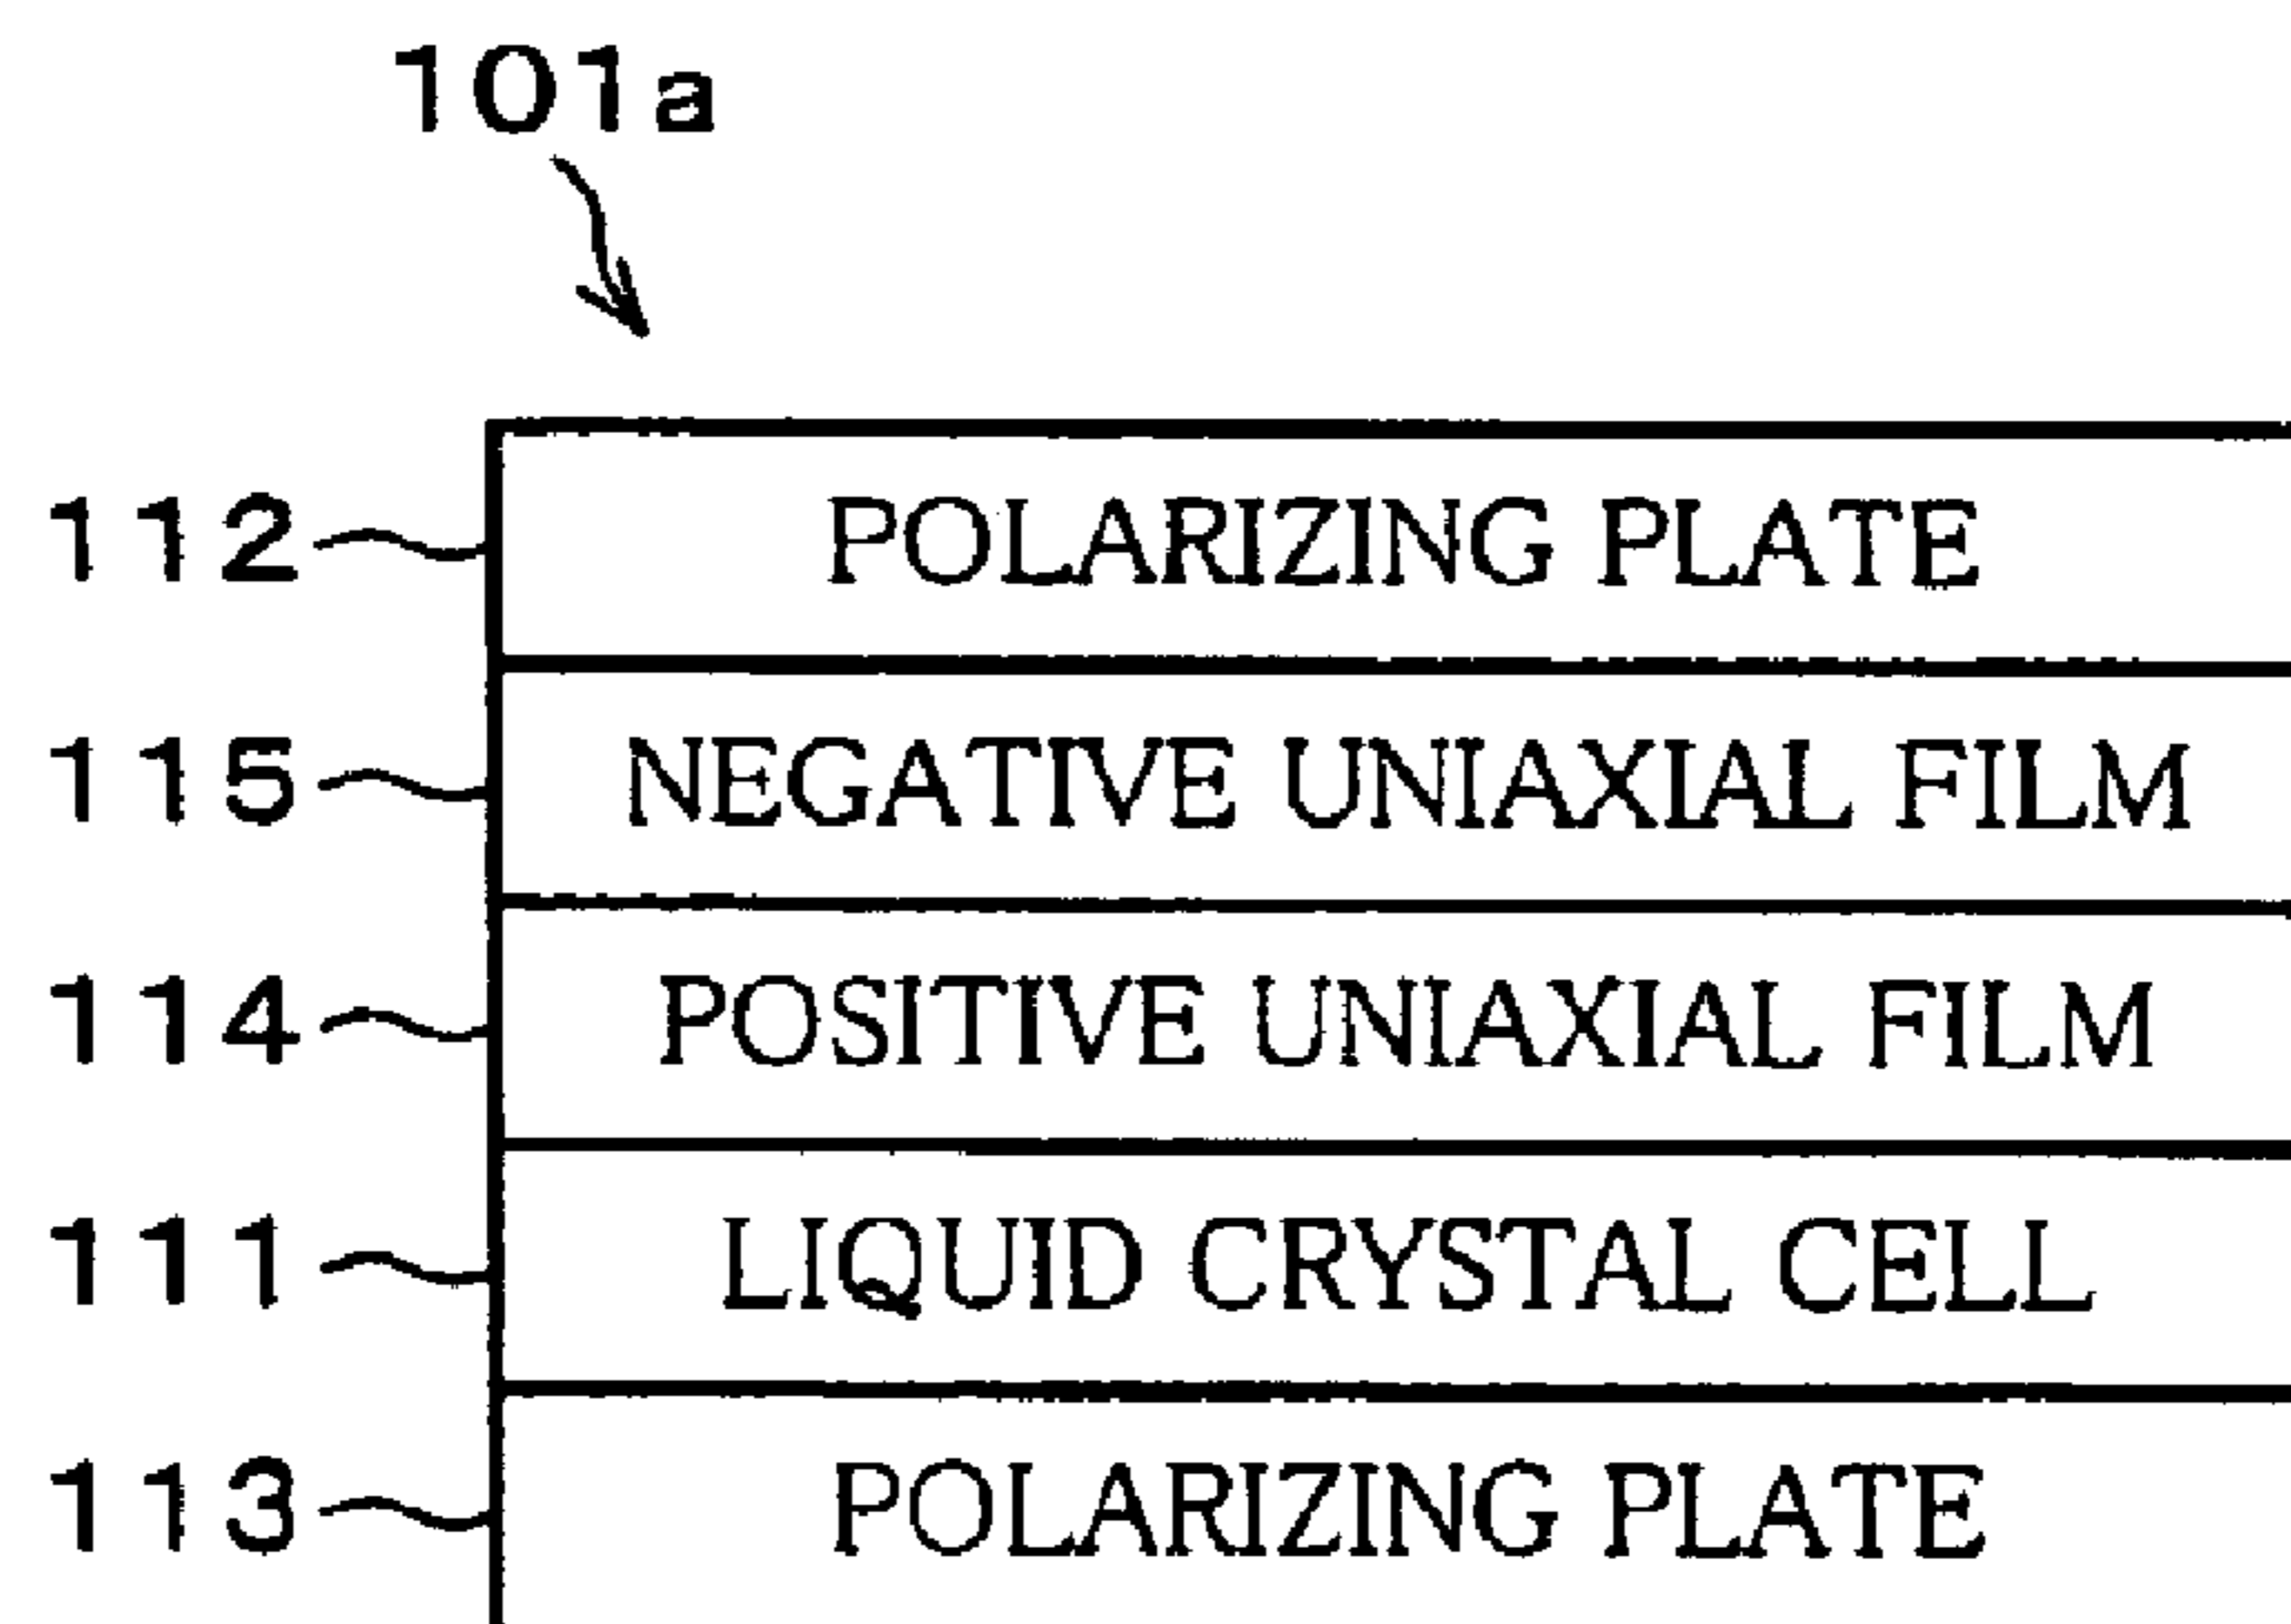 101a
112 POLARIZING PLATE
115 NEGATIVE UNIAXIAL FILM
114 POSITIVE UNIAXIAL FILM
111 LIQUID CRYSTAL CELL
113 POLARIZING PLATE